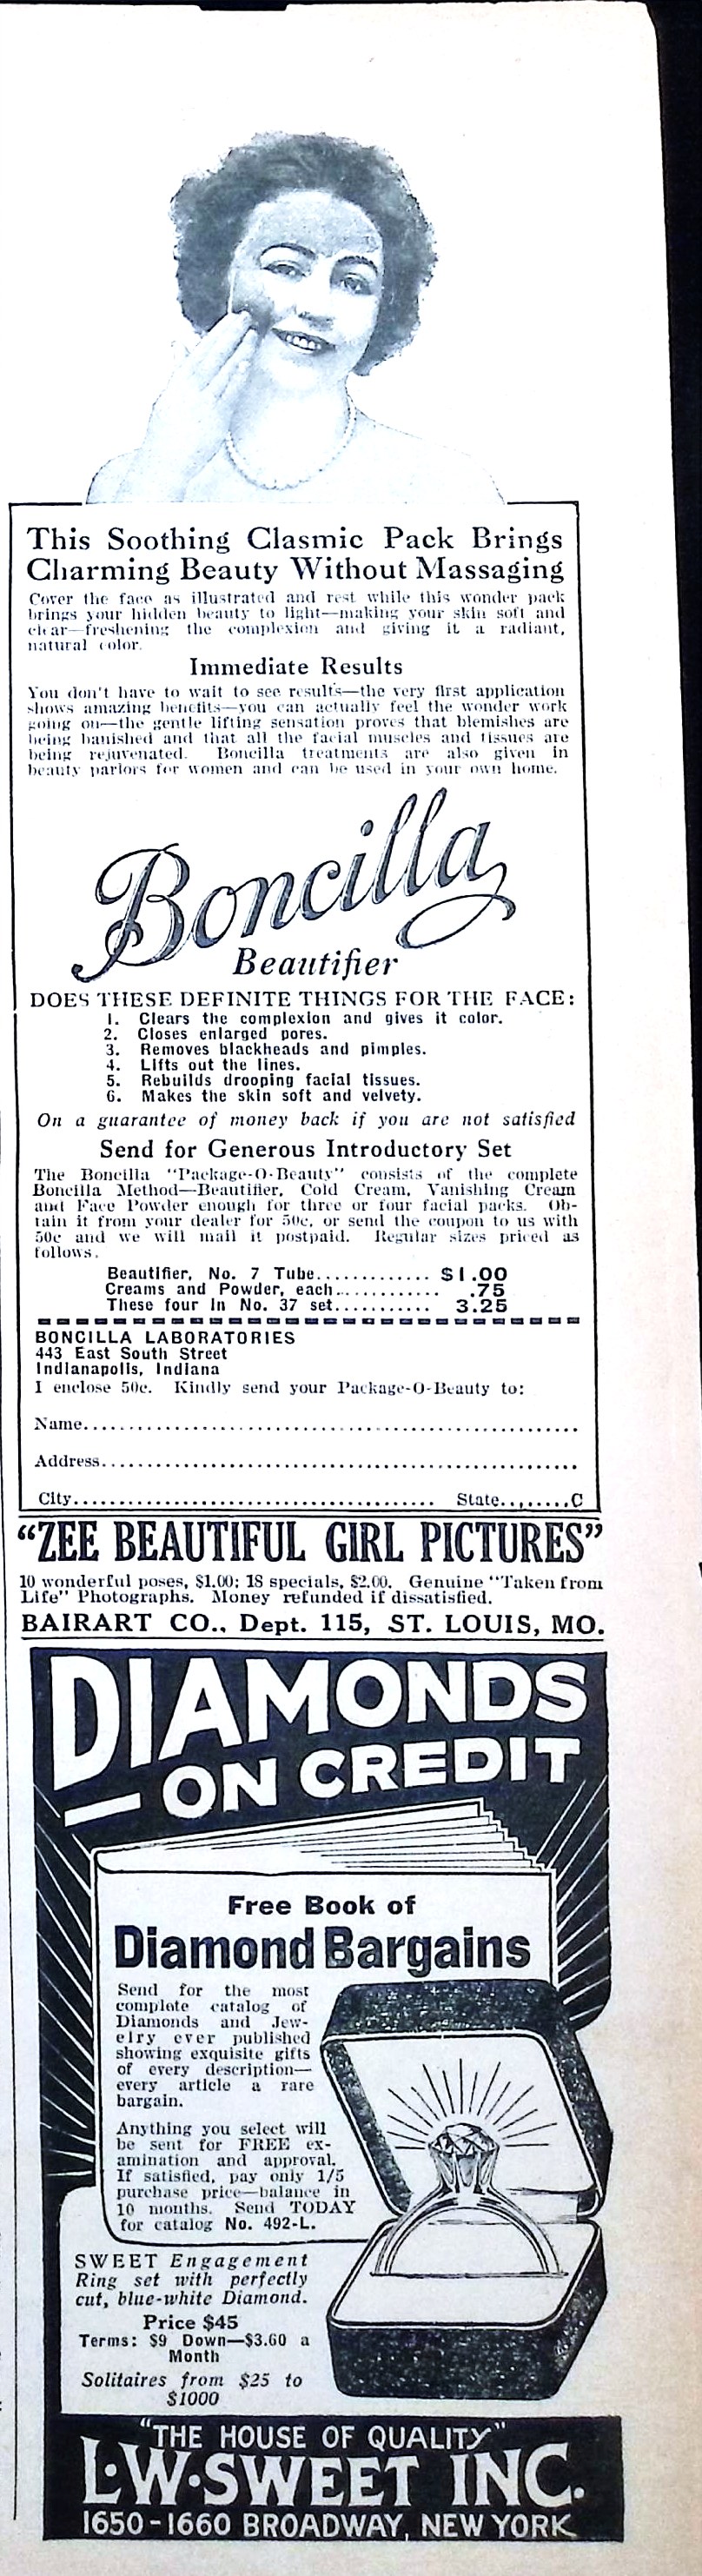 This Soothing Clasmic Pack Brings
Charming Beauty Without Massaging
Cover the face as illustrated and rest while this wonder pack
brings your hidden beauty to light—making your skin soft and
clear—freshening the complexion and giving it a radiant,
natural color.
Immediate Results
You don't have to wait to see results—the very first application
shows amazing benefits—you can actually feel the wonder work
going on—the gentle lifting sensation proves that blemishes are
being banished and that all the facial muscles and tissues are
being rejuvenated. Boncilla treatments are also given in
beauty parlors for women and can be used in your own home.
Boncilla
Beautifier
DOES THESE DEFINITE THINGS FOR THE FACE:
1. Clears the complexion and gives it color.
2. Closes enlarged pores.
3. Removes blackheads and pimples.
4. Lifts out the lines.
5. Rebuilds drooping facial tissues.
6. Makes the skin soft and velvety.
On a guarantee of money back if you are not satisfied
Send for Generous Introductory Set
The Boncilla "Package-O-Beauty" consists of the complete
Boncilla Method—Beautifier, Cold Cream, Vanishing Cream
and Face Powder enough for three or four facial packs. Ob-
tain it from your dealer for 50c, or send the coupon to us with
50c and we will mail it postpaid. Regular sizes priced as
follows.
Beautifier, No. 7 Tube............. $1.00
Creams and Powder, each............ .75
These four in No. 37 set........... 3.25
BONCILLA LABORATORIES
443 East South Street
Indianapolis, Indiana
I enclose 50c. Kindly send your Package-O-Beauty to:
Name....................................................
Address.................................................
City...................................... State.........C
"ZEE BEAUTIFUL GIRL PICTURES"
10 wonderful poses, $1.00; 18 specials, $2.00. Genuine "Taken from
Life" Photographs. Money refunded if dissatisfied.
BAIRART CO., Dept. 115, ST. LOUIS, MO.
DIAMONDS
—ON CREDIT
Free Book of
Diamond Bargains
Send for the most
complete catalog of
Diamonds and Jew-
elry ever published
showing exquisite gifts
of every description—
every article a rare
bargain.
Anything you select will
be sent for FREE ex-
amination and approval.
If satisfied, pay only 1/5
purchase price—balance in
10 months. Send TODAY
for catalog No. 492-L.
SWEET Engagement
Ring set with perfectly
cut, blue-white Diamond.
Price $45
Terms: $9 Down—$3.60 a
Month
Solitaires from $25 to
$1000
"THE HOUSE OF QUALITY"
L·W·SWEET INC.
1650-1660 BROADWAY, NEW YORK